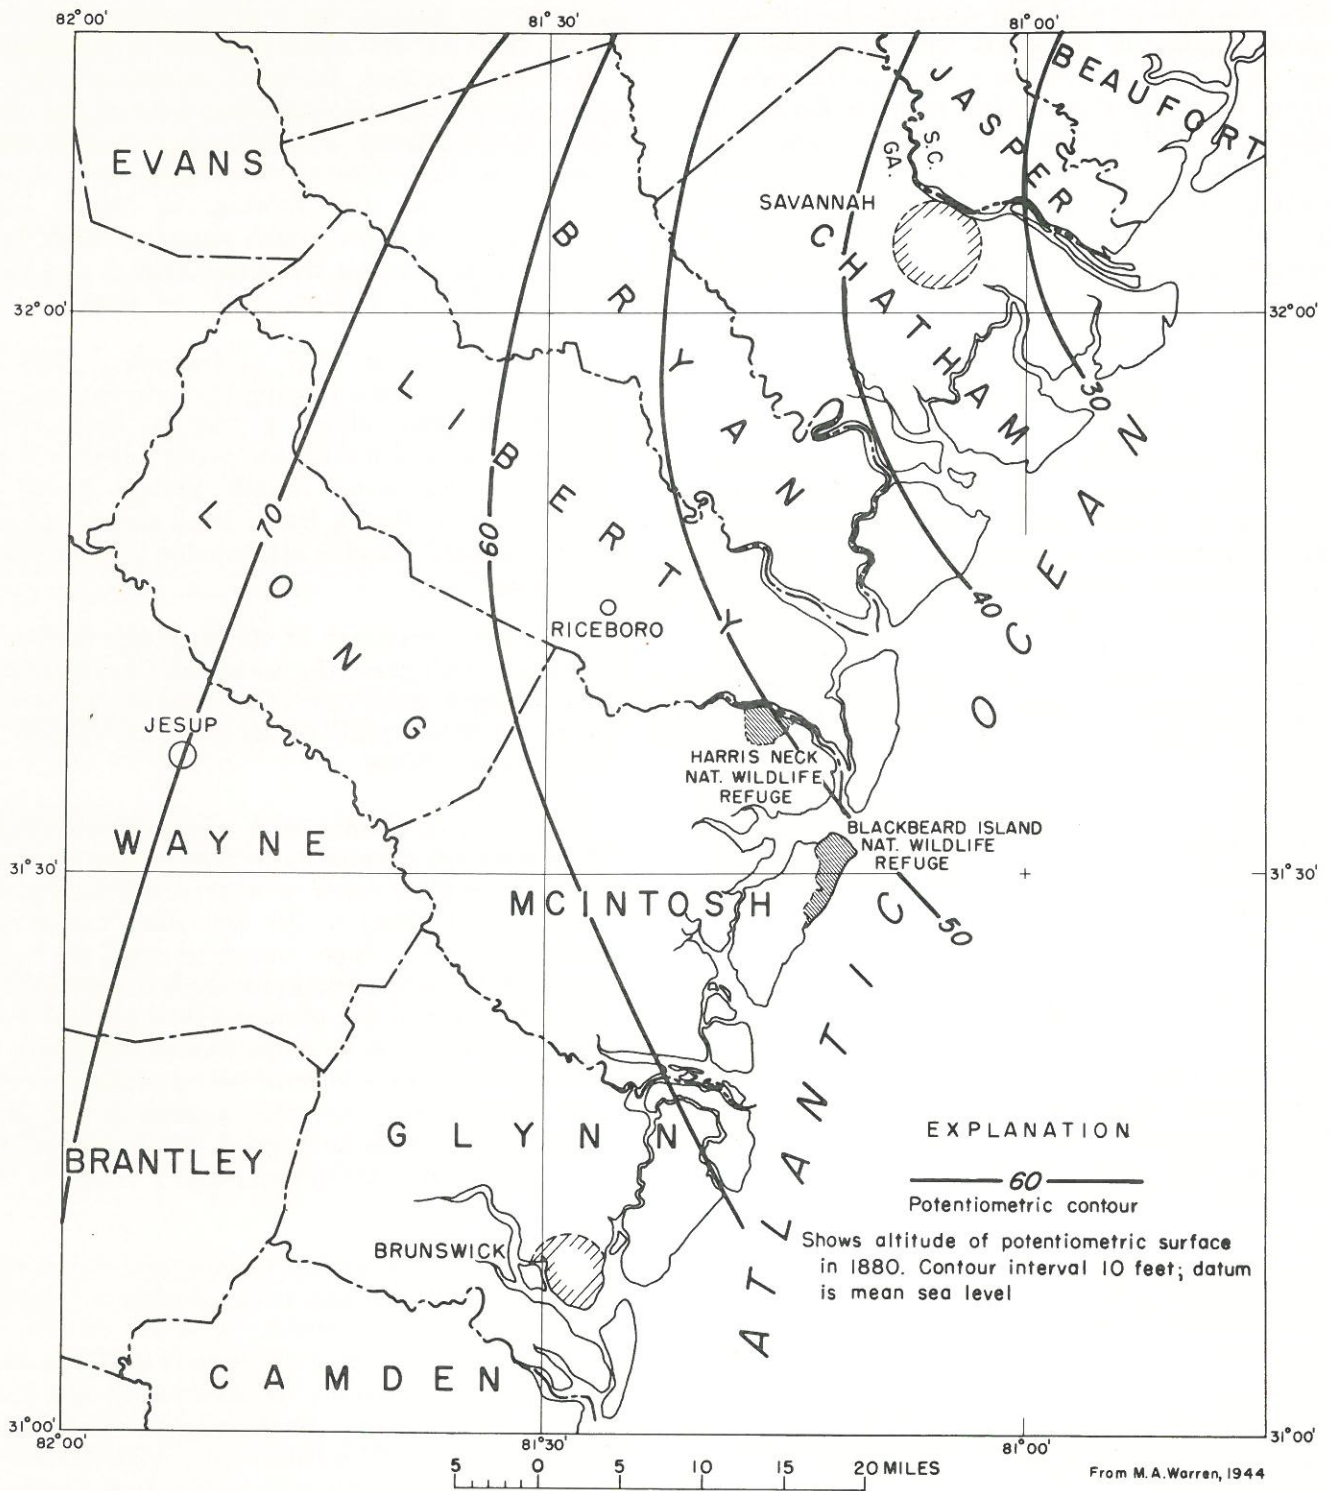 82°00'
81°30'
81°00'
BEAUFORT
JASPER
EVANS
S.C.
GA.
SAVANNAH
BRYAN
CHATHAM
32°00'
32°00'
30
LIBERTY
LONG
70
60
40
RICEBORO
JESUP
HARRIS NECK
NAT. WILDLIFE
REFUGE
WAYNE
BLACKBEARD ISLAND
NAT. WILDLIFE
REFUGE
31°30'
31°30'
MCINTOSH
50
ATLANTIC OCEAN
GLYNN
BRANTLEY
BRUNSWICK
CAMDEN
EXPLANATION
60
Potentiometric contour
Shows altitude of potentiometric surface
in 1880. Contour interval 10 feet; datum
is mean sea level
31°00'
31°00'
82°00'
81°30'
81°00'
5 0 5 10 15 20 MILES
From M.A.Warren, 1944